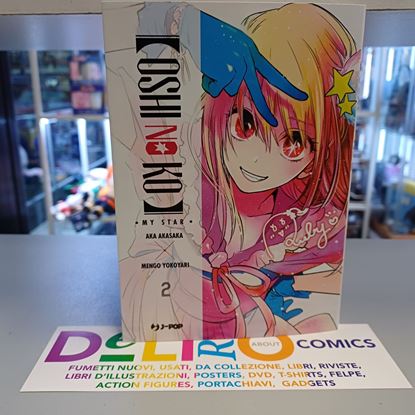 【OSHI NO KO】
• MY STAR •
AKA AKASAKA
×
MENGO YOKOYARI
2
J-POP
Ruby
DELIRIO
ABOUT
COMICS
FUMETTI NUOVI, USATI, DA COLLEZIONE, LIBRI, RIVISTE,
LIBRI D'ILLUSTRAZIONI, POSTERS, DVD, T-SHIRTS, FELPE,
ACTION FIGURES, PORTACHIAVI, GADGETS